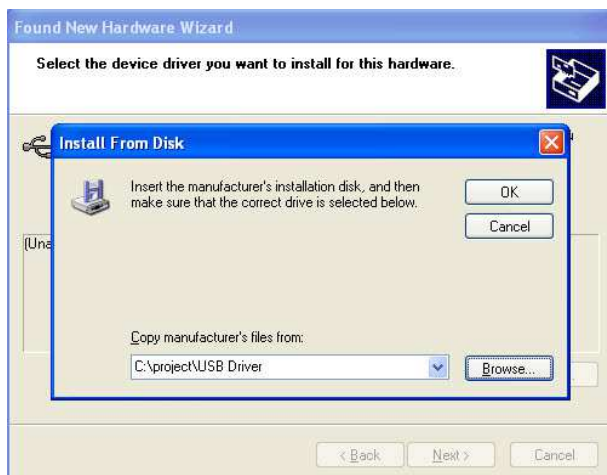 Found New Hardware Wizard
Select the device driver you want to install for this hardware.
Install From Disk
Insert the manufacturer's installation disk, and then
make sure that the correct drive is selected below.
OK
Cancel
(Una
Copy manufacturer's files from:
C:\project\USB Driver
Browse...
< Back
Next >
Cancel